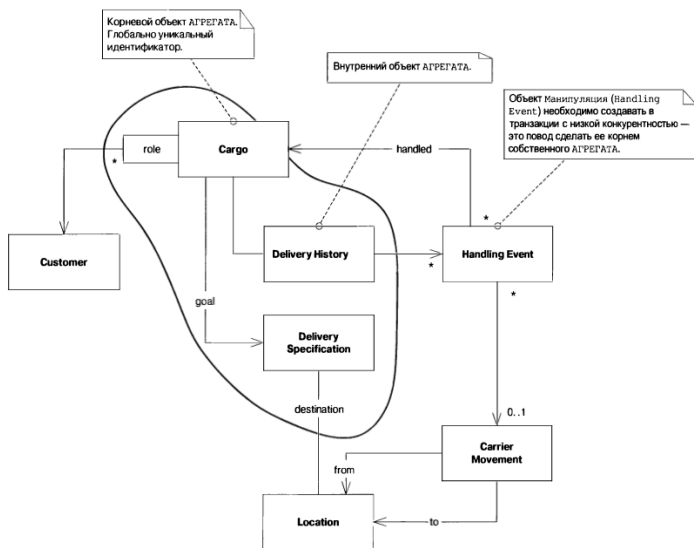 Корневой объект АГРЕГАТА.
Глобально уникальный
идентификатор.
Внутренний объект АГРЕГАТА.
Объект Манипуляция (Handling
Event) необходимо создавать в
транзакции с низкой конкурентностью —
это повод сделать ее корнем
собственного АГРЕГАТА.
role
*
Cargo
handled
*
Customer
Delivery History
*
Handling Event
*
goal
Delivery
Specification
destination
0..1
Carrier
Movement
from
Location
to